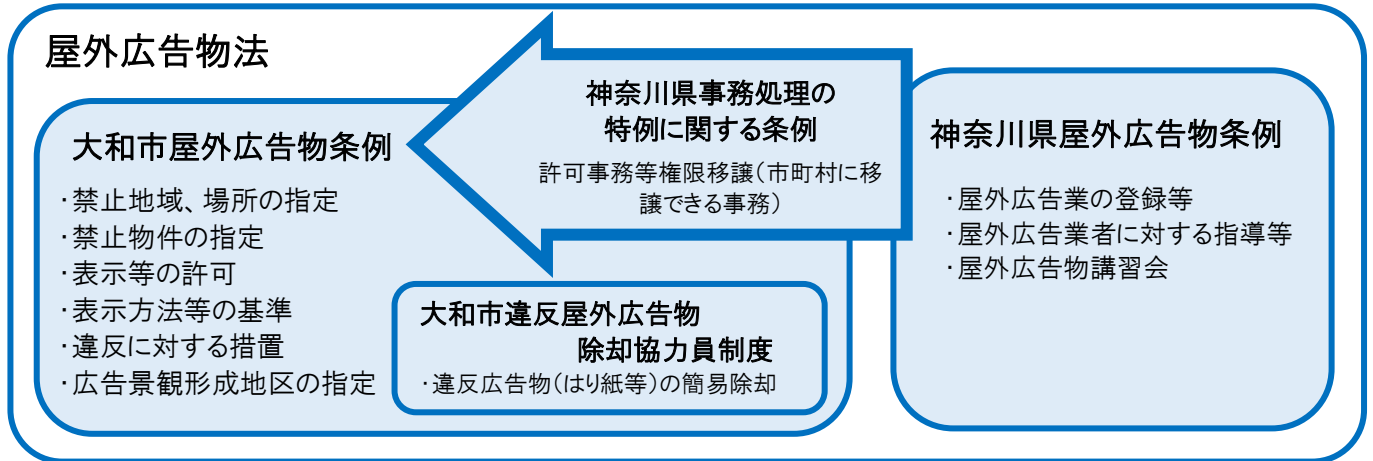 屋外広告物法
大和市屋外広告物条例
・禁止地域、場所の指定
・禁止物件の指定
・表示等の許可
・表示方法等の基準
・違反に対する措置
・広告景観形成地区の指定
神奈川県事務処理の
特例に関する条例
許可事務等権限移譲（市町村に移
譲できる事務）
大和市違反屋外広告物
除却協力員制度
・違反広告物（はり紙等）の簡易除却
神奈川県屋外広告物条例
・屋外広告業の登録等
・屋外広告業者に対する指導等
・屋外広告物講習会